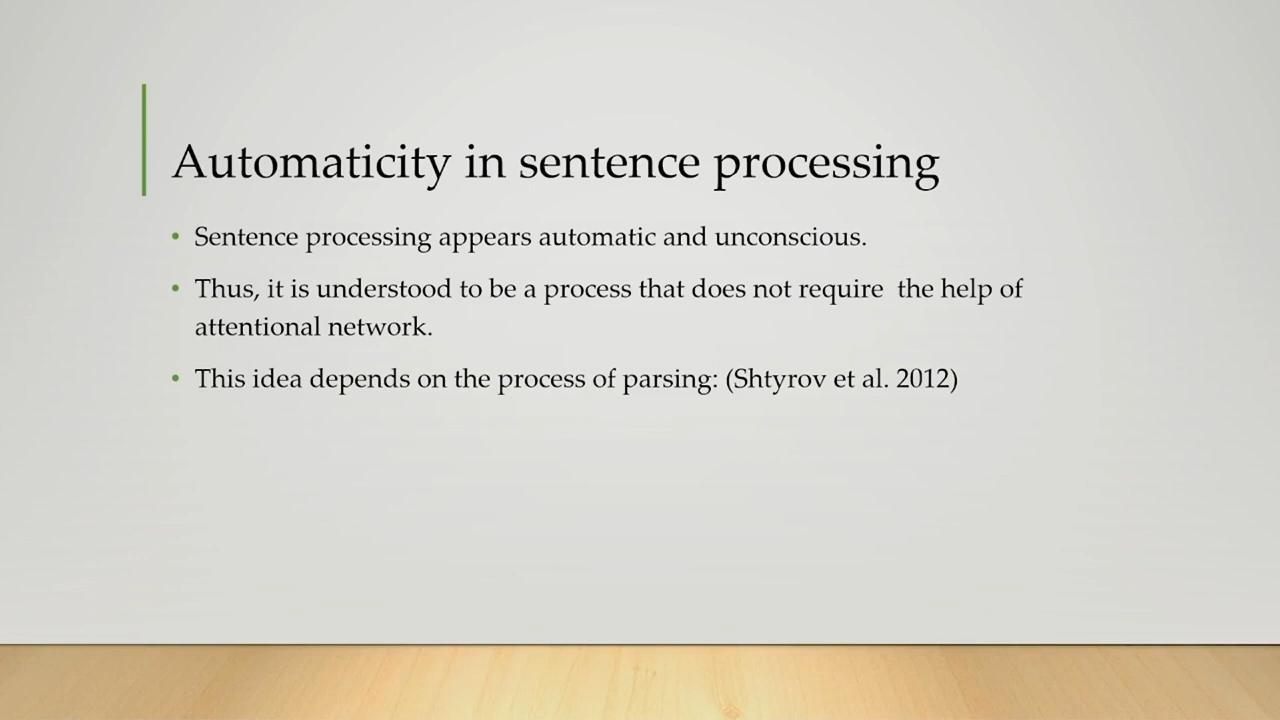 Automaticity in sentence processing
• Sentence processing appears automatic and unconscious.
• Thus, it is understood to be a process that does not require  the help of
attentional network.
• This idea depends on the process of parsing: (Shtyrov et al. 2012)